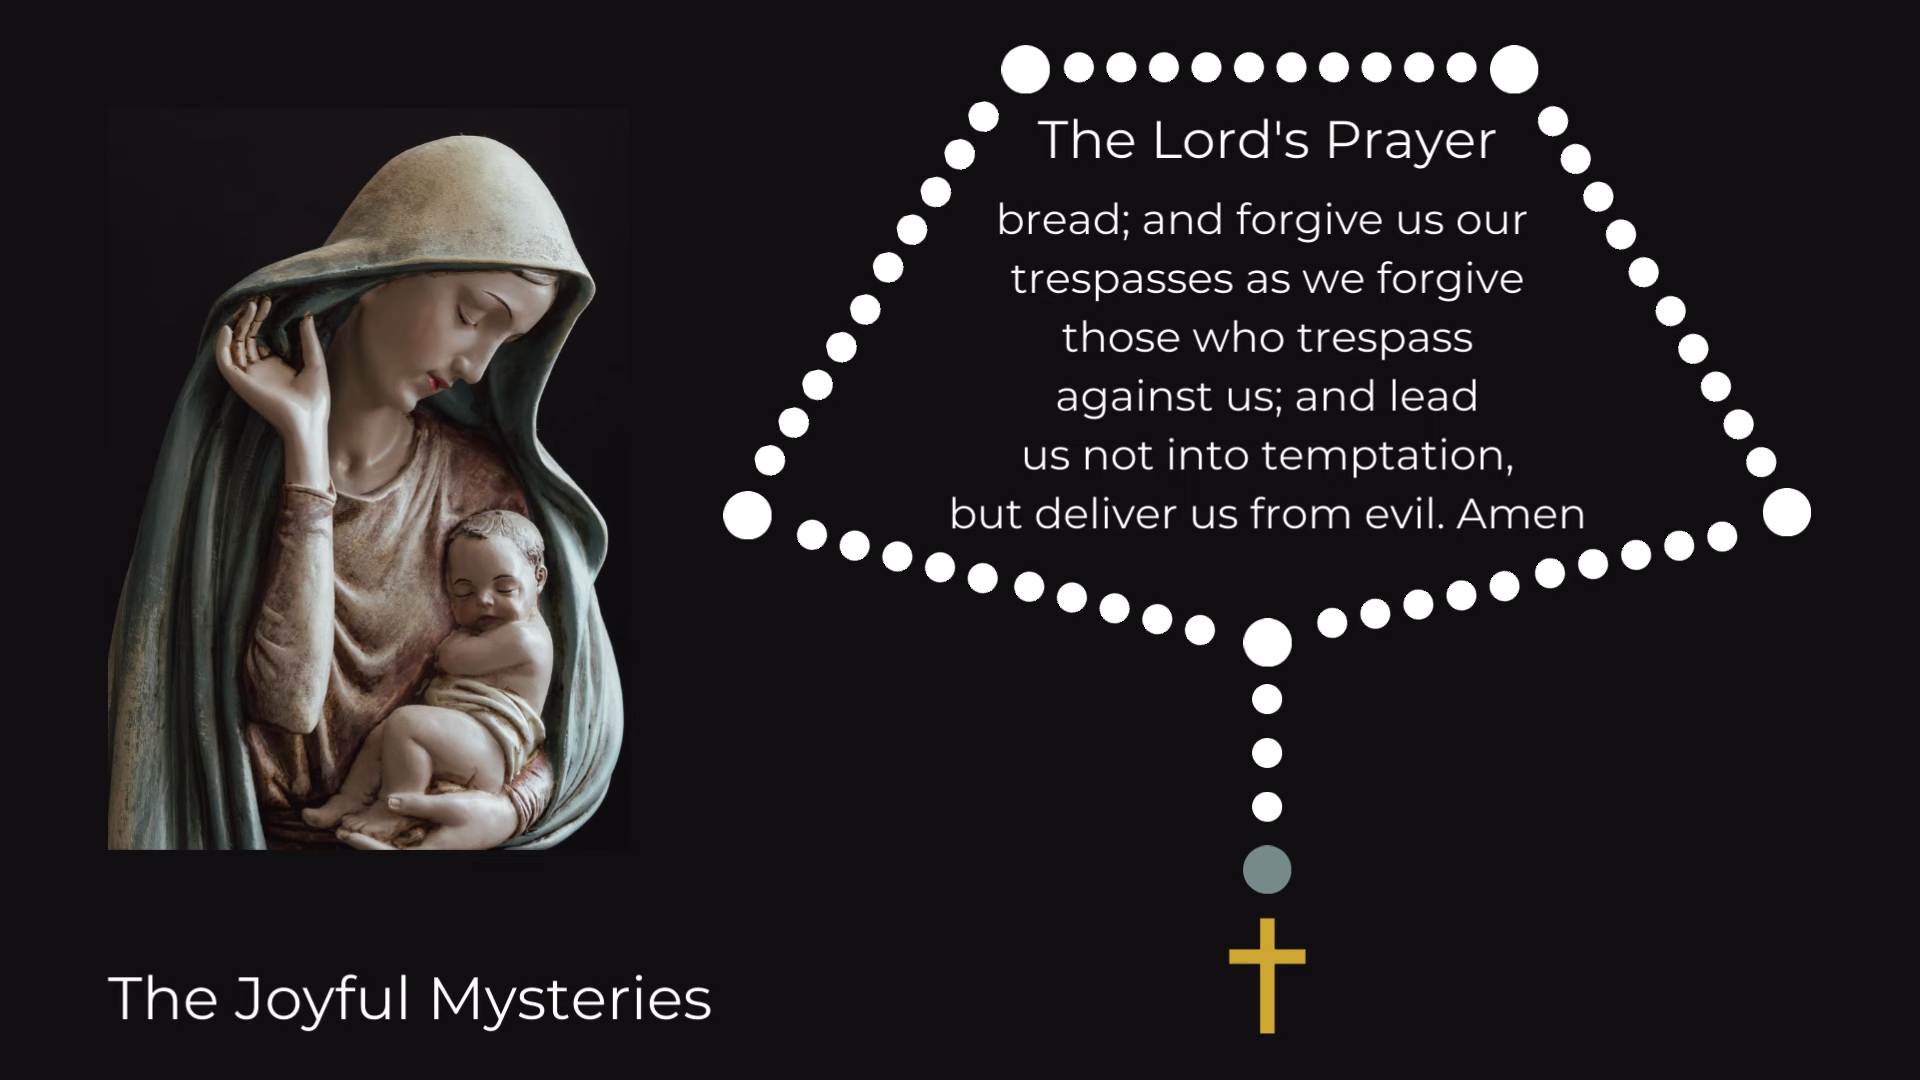 The Lord's Prayer
bread; and forgive us our
trespasses as we forgive
those who trespass
against us; and lead
us not into temptation,
but deliver us from evil. Amen
The Joyful Mysteries